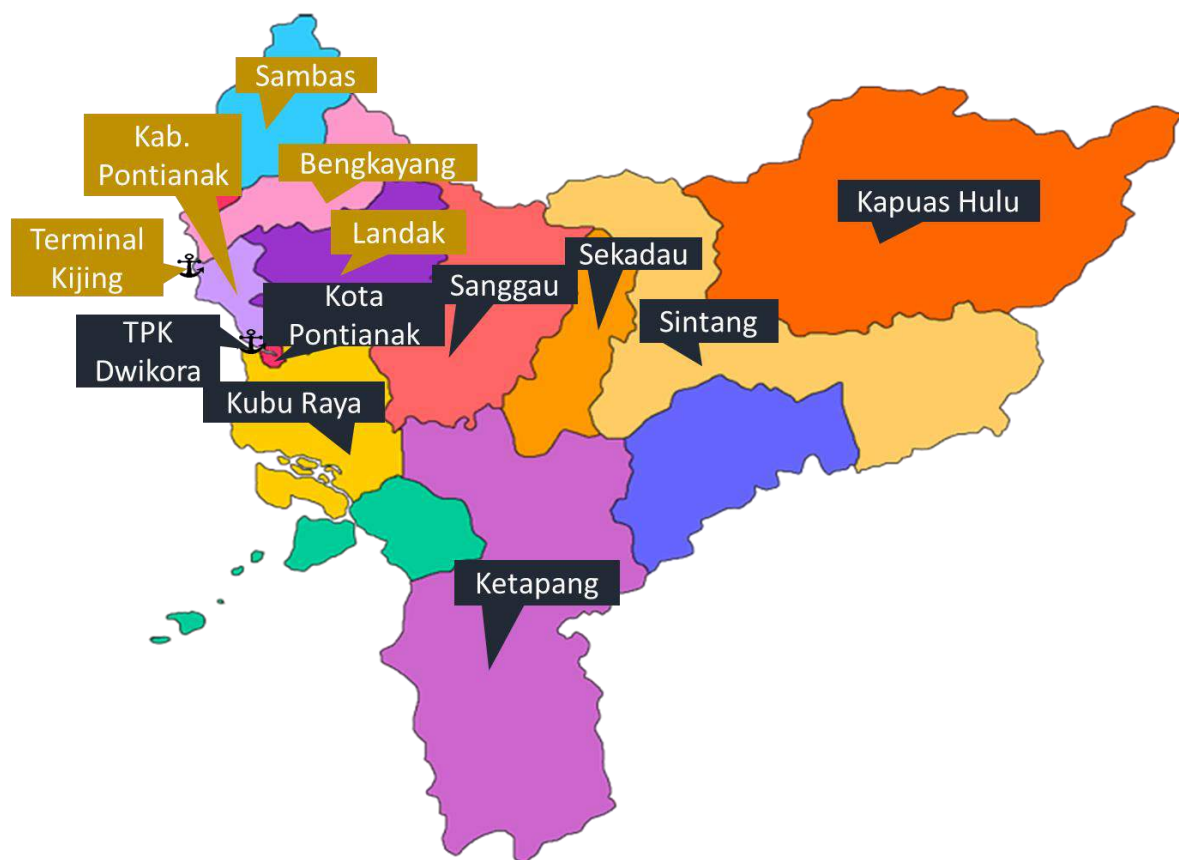 Sambas
Kab.
Pontianak
Bengkayang
Kapuas Hulu
Terminal
Kijing
Landak
Sekadau
Sanggau
Kota
Pontianak
TPK
Dwikora
Sintang
Kubu Raya
Ketapang